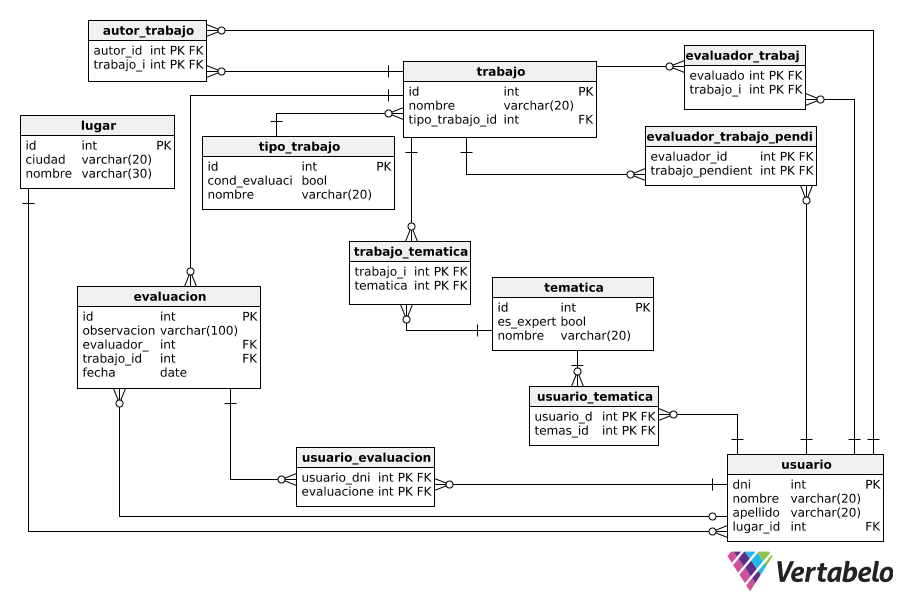 autor_trabajo
autor_id int PK FK
trabajo_i int PK FK
trabajo
id int PK
nombre varchar(20)
tipo_trabajo_id int FK
evaluador_trabaj
evaluado int PK FK
trabajo_i int PK FK
lugar
id int PK
ciudad varchar(20)
nombre varchar(30)
tipo_trabajo
id int PK
cond_evaluaci bool
nombre varchar(20)
evaluador_trabajo_pendi
evaluador_id int PK FK
trabajo_pendient int PK FK
trabajo_tematica
trabajo_i int PK FK
tematica int PK FK
tematica
id int PK
es_expert bool
nombre varchar(20)
evaluacion
id int PK
observacion varchar(100)
evaluador_ int FK
trabajo_id int FK
fecha date
usuario_tematica
usuario_d int PK FK
temas_id int PK FK
usuario_evaluacion
usuario_dni int PK FK
evaluacione int PK FK
usuario
dni int PK
nombre varchar(20)
apellido varchar(20)
lugar_id int FK
Vertabelo